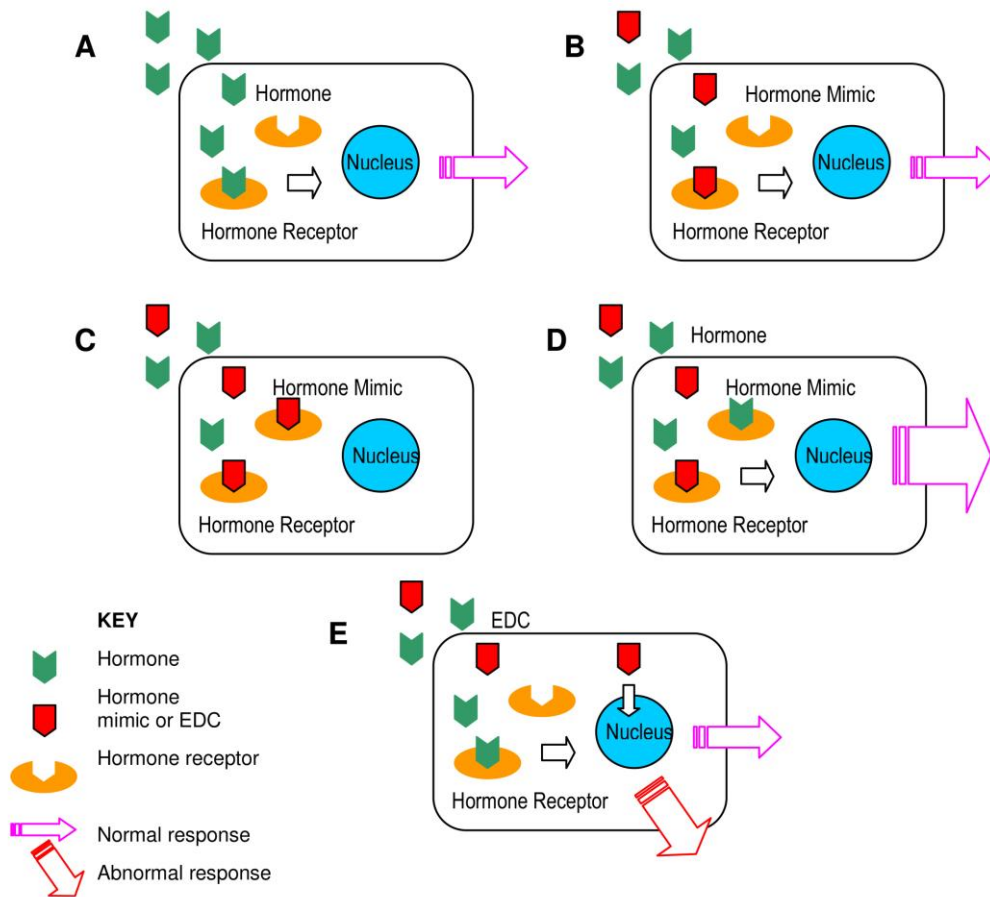 A
Hormone
Nucleus
Hormone Receptor
B
Hormone Mimic
Nucleus
Hormone Receptor
C
Hormone Mimic
Nucleus
Hormone Receptor
D
Hormone
Hormone Mimic
Nucleus
Hormone Receptor
E
EDC
Nucleus
Hormone Receptor
KEY
Hormone
Hormone
mimic or EDC
Hormone receptor
Normal response
Abnormal response